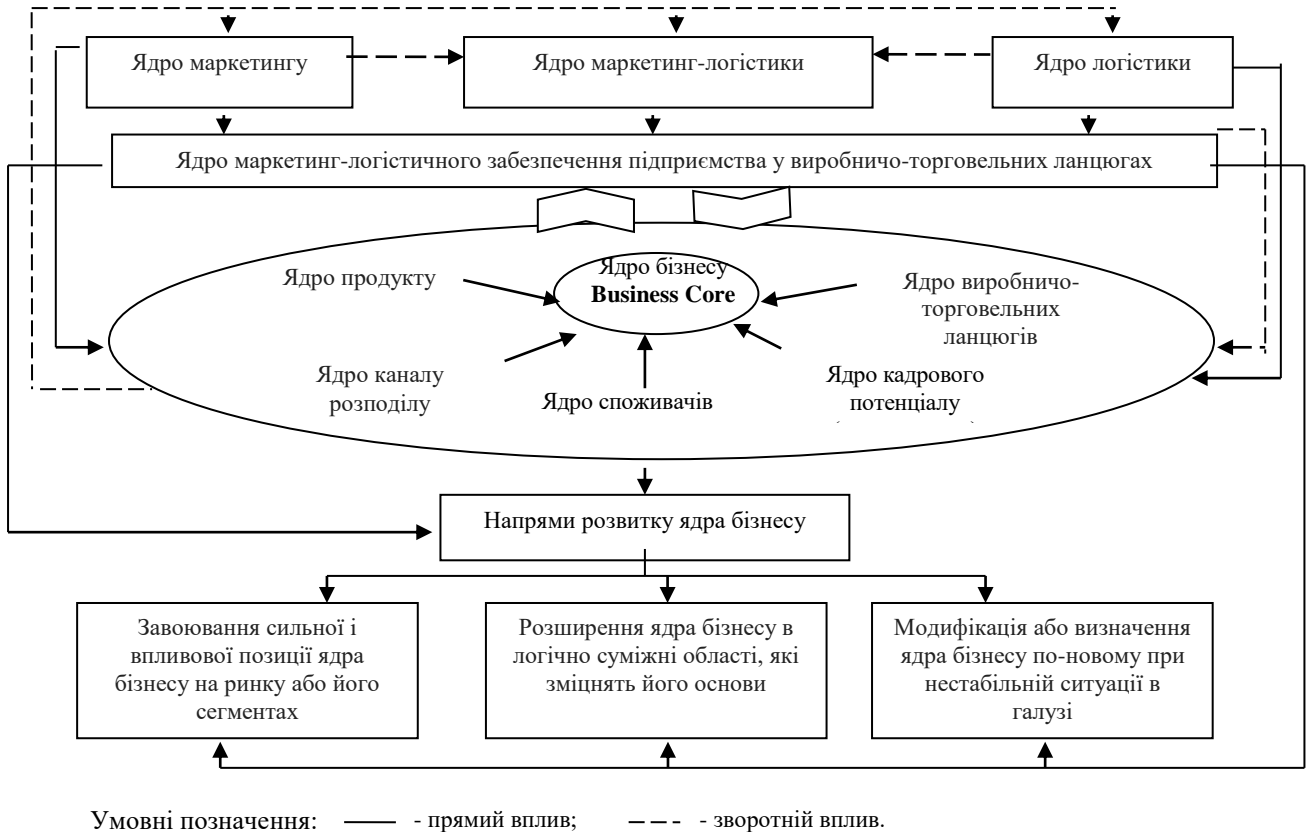 Ядро маркетингу
Ядро маркетинг-логістики
Ядро логістики
Ядро маркетинг-логістичного забезпечення підприємства у виробничо-торговельних ланцюгах
Ядро продукту
Ядро бізнесу
Business Core
Ядро виробничо-
торговельних
ланцюгів
Ядро каналу
розподілу
Ядро споживачів
Ядро кадрового
потенціалу
Напрями розвитку ядра бізнесу
Завоювання сильної і
впливової позиції ядра
бізнесу на ринку або його
сегментах
Розширення ядра бізнесу в
логічно суміжні області, які
зміцнять його основи
Модифікація або визначення
ядра бізнесу по-новому при
нестабільній ситуації в
галузі
Умовні позначення: - прямий вплив; - зворотній вплив.